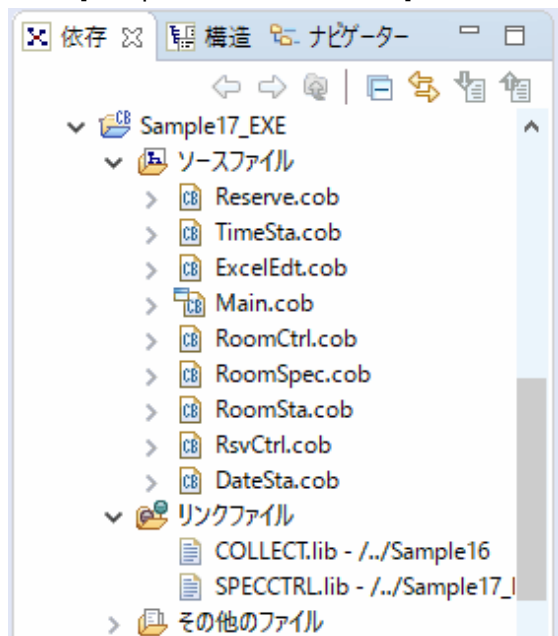 依存 構造 ナビゲーター
Sample17_EXE
ソースファイル
Reserve.cob
TimeSta.cob
ExcelEdt.cob
Main.cob
RoomCtrl.cob
RoomSpec.cob
RoomSta.cob
RsvCtrl.cob
DateSta.cob
リンクファイル
COLLECT.lib - /../Sample16
SPECCTRL.lib - /../Sample17_
その他のファイル